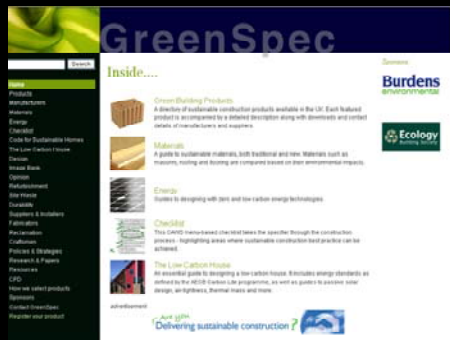 GreenSpec
Search
Home
Products
Manufacturers
Materials
Energy
Checklist
Code for Sustainable Homes
The Low Carbon House
Design
Image Bank
Opinion
Refurbishment
Site Waste
Durability
Suppliers & Installers
Fabricators
Reclamation
Craftsmen
Policies & Strategies
Research & Papers
Resources
CPD
How we select products
Sponsors
Contact GreenSpec
Register your product
Inside....
Green Building Products
A directory of sustainable construction products available in the UK. Each featured
product is accompanied by a detailed description along with downloads and contact
details of manufacturers and suppliers.
Materials
A guide to sustainable materials, both traditional and new. Materials such as
masonry, roofing and flooring are compared based on their environmental impacts.
Energy
Guides to designing with zero and low carbon energy technologies.
Checklist
This CAWS menu-based checklist takes the specifier through the construction
process - highlighting areas where sustainable construction best practice can be
achieved.
The Low Carbon House
An essential guide to designing a low carbon house. It includes energy standards as
defined by the AECB Carbon Lite programme, as well as guides to passive solar
design, air-tightness, thermal mass and more.
advertisement
are you
Delivering sustainable construction ?
Sponsors
Burdens
environmental
Ecology
Building Society